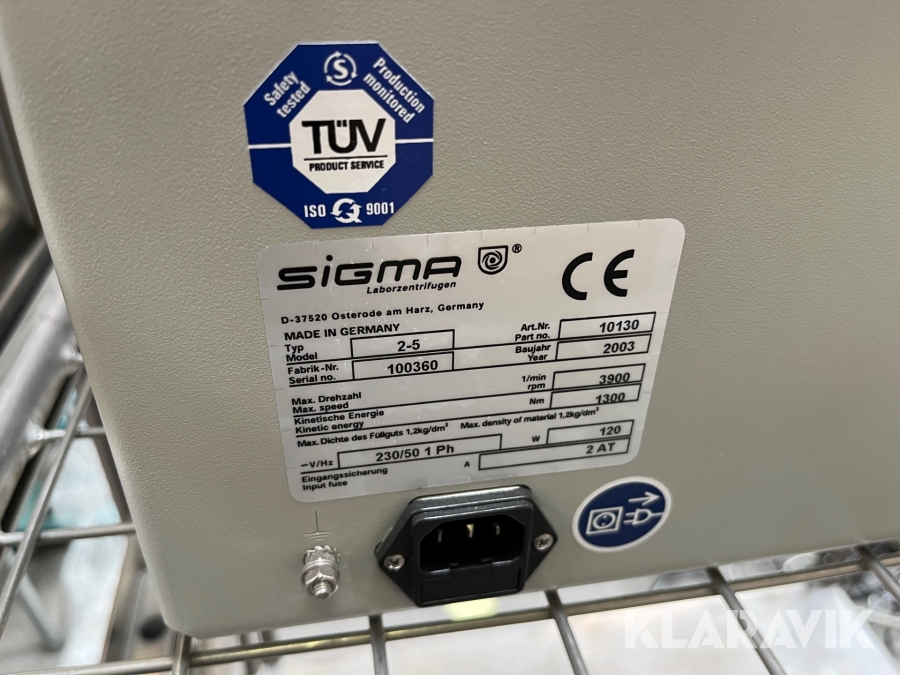 KLARAVIK
Safety tested
Production monitored
S
TÜV
PRODUCT SERVICE
ISO 9001
SiGMA ®
Laborzentrifugen
CE
D-37520 Osterode am Harz, Germany
MADE IN GERMANY
Typ
Model 2-5
Art.Nr.
Part no. 10130
Fabrik-Nr.
Serial no. 100360
Baujahr
Year 2003
Max. Drehzahl
Max. speed
1/min
rpm 3900
Kinetische Energie
Kinetic energy
Nm 1300
Max. Dichte des Füllguts 1,2kg/dm³ Max. density of material 1,2kg/dm³
~V/Hz 230/50 1 Ph W 120
Eingangssicherung
Input fuse
A 2 AT
KLARAVIK